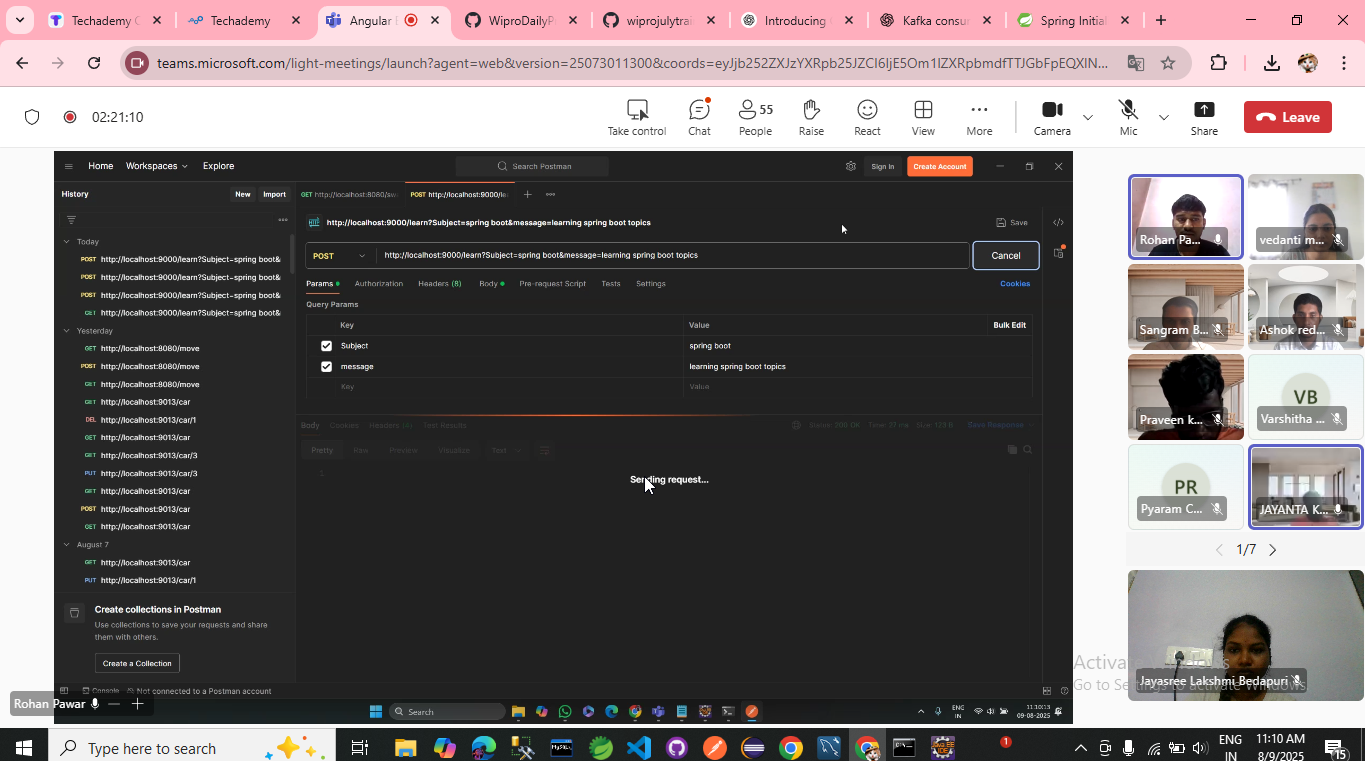 Techademy C
Techademy
Angular
WiproDailyP
wiprojulytrai
Introducing
Kafka consu
Spring Initial
teams.microsoft.com/light-meetings/launch?agent=web&version=25073011300&coords=
02:21:10
Take control
Chat
55
People
Raise
React
View
More
Camera
Mic
Share
Leave
Home
Workspaces
Explore
Search Postman
Sign In
Create Account
History
New
Import
GET http://localhost:8080/sw
POST http://localhost:9000/le
http://localhost:9000/learn?Subject=spring boot&message=learning spring boot topics
Save
POST
http://localhost:9000/learn?Subject=spring boot&message=learning spring boot topics
Cancel
Params
Authorization
Headers (8)
Body
Pre-request Script
Tests
Settings
Cookies
Query Params
Key
Value
Bulk Edit
Subject
spring boot
message
learning spring boot topics
Key
Value
Body
Cookies
Test Results
Save Response
Pretty
Raw
Preview
Visualize
Text
1
Sending request...
Today
POST http://localhost:9000/learn?Subject=spring boot&
POST http://localhost:9000/learn?Subject=spring boot&
POST http://localhost:9000/learn?Subject=spring boot&
GET http://localhost:9000/learn?Subject=spring boot&
Yesterday
GET http://localhost:8080/move
POST http://localhost:8080/move
GET http://localhost:8080/move
GET http://localhost:9013/car
DEL http://localhost:9013/car/1
GET http://localhost:9013/car
GET http://localhost:9013/car/3
PUT http://localhost:9013/car/3
GET http://localhost:9013/car
POST http://localhost:9013/car
GET http://localhost:9013/car
August 7
GET http://localhost:9013/car
PUT http://localhost:9013/car/1
Create collections in Postman
Use collections to save your requests and share
them with others.
Create a Collection
Console
Not connected to a Postman account
Search
ENG
IN
11:10:13
09-08-2025
Rohan Pawar
Rohan Pa...
vedanti m...
Sangram B...
Ashok red...
Praveen k...
VB
Varshitha ...
PR
Pyaram C...
JAYANTA K...
1/7
Jayasree Lakshmi Bedapuri
Go to Settings to activate Windows.
Type here to search
1
ENG
IN
11:10 AM
8/9/2025
15